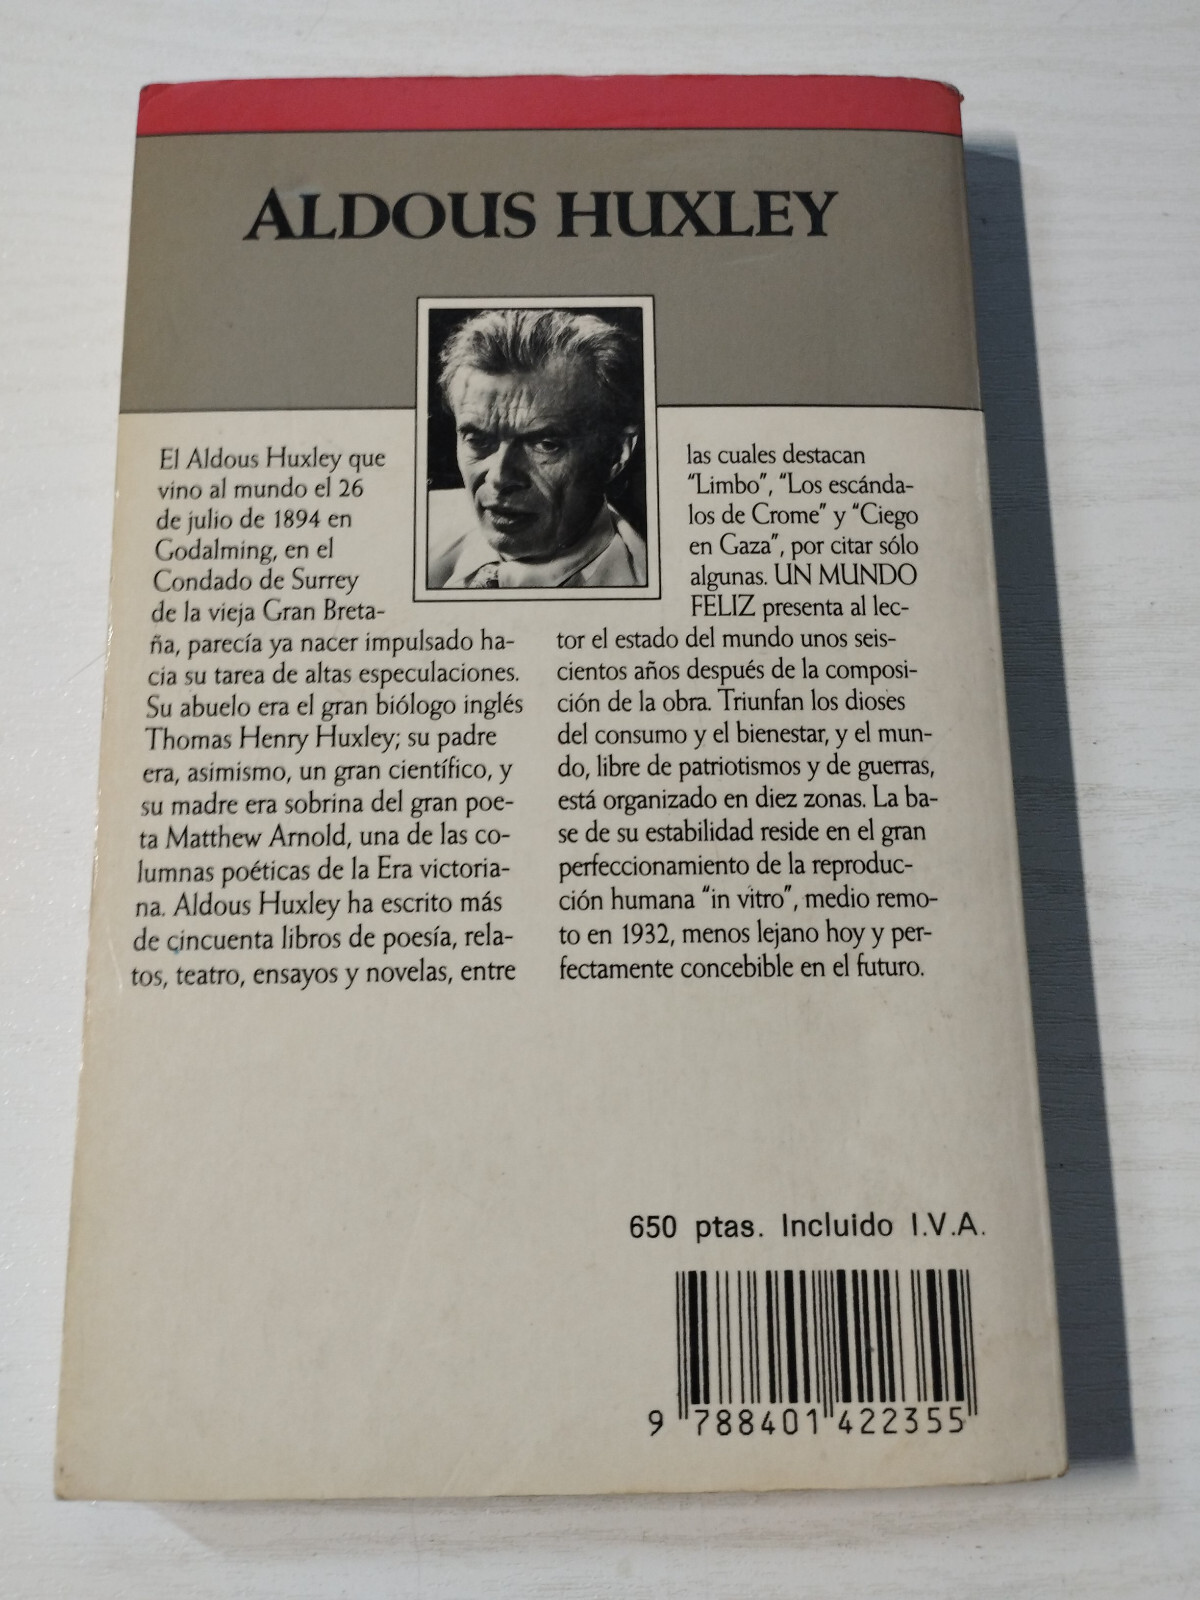 ALDOUS HUXLEY
El Aldous Huxley que
vino al mundo el 26
de julio de 1894 en
Godalming, en el
Condado de Surrey
de la vieja Gran Breta-
ña, parecía ya nacer impulsado ha-
cia su tarea de altas especulaciones.
Su abuelo era el gran biólogo inglés
Thomas Henry Huxley; su padre
era, asimismo, un gran científico, y
su madre era sobrina del gran poe-
ta Matthew Arnold, una de las co-
lumnas poéticas de la Era victoria-
na. Aldous Huxley ha escrito más
de cincuenta libros de poesía, rela-
tos, teatro, ensayos y novelas, entre
las cuales destacan
“Limbo”, “Los escánda-
los de Crome” y “Ciego
en Gaza”, por citar sólo
algunas. UN MUNDO
FELIZ presenta al lec-
tor el estado del mundo unos seis-
cientos años después de la composi-
ción de la obra. Triunfan los dioses
del consumo y el bienestar, y el mun-
do, libre de patriotismos y de guerras,
está organizado en diez zonas. La ba-
se de su estabilidad reside en el gran
perfeccionamiento de la reproduc-
ción humana “in vitro”, medio remo-
to en 1932, menos lejano hoy y per-
fectamente concebible en el futuro.
650 ptas. Incluido I.V.A.
9 788401 422355